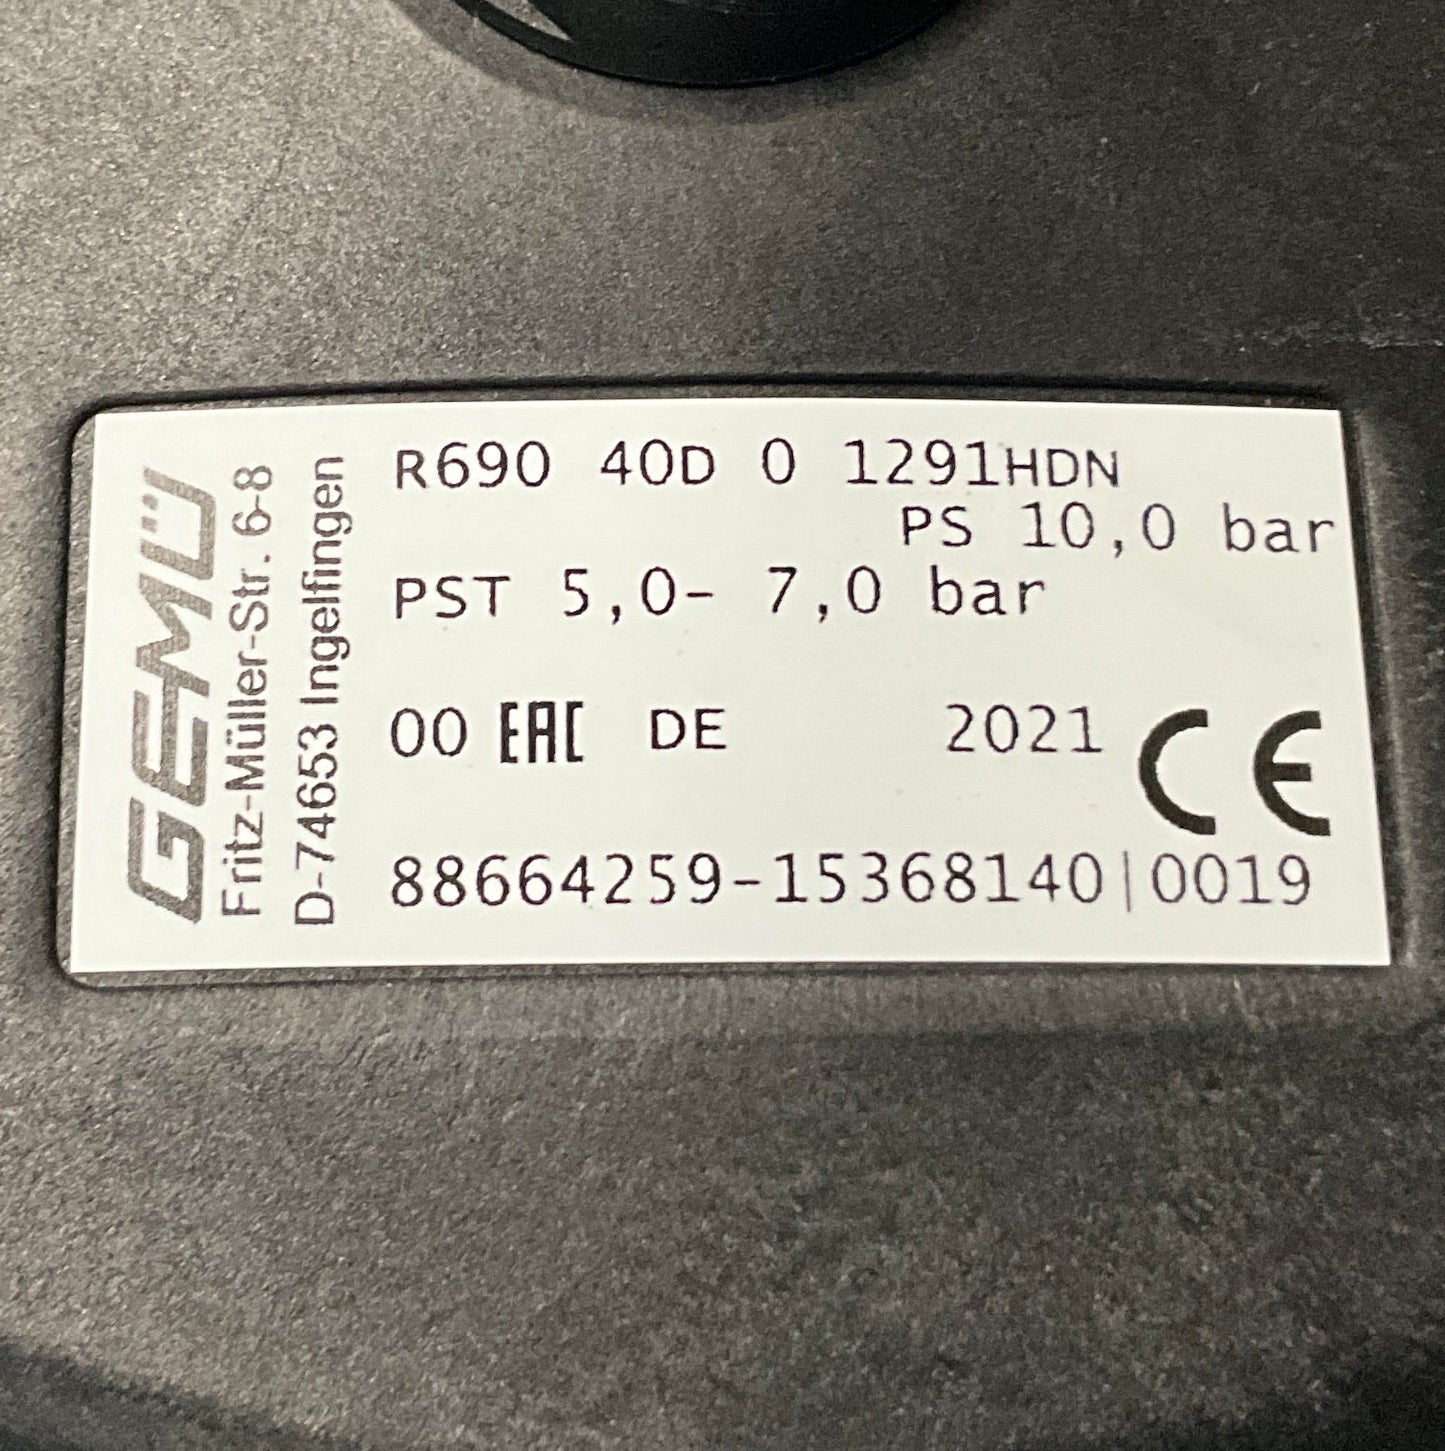 GEMÜ
Fritz-Müller-Str. 6-8
D-74653 Ingelfingen
R690 40D 0 1291HDN
PS 10,0 bar
PST 5,0- 7,0 bar
00 EAC DE 2021 CE
88664259-15368140|0019